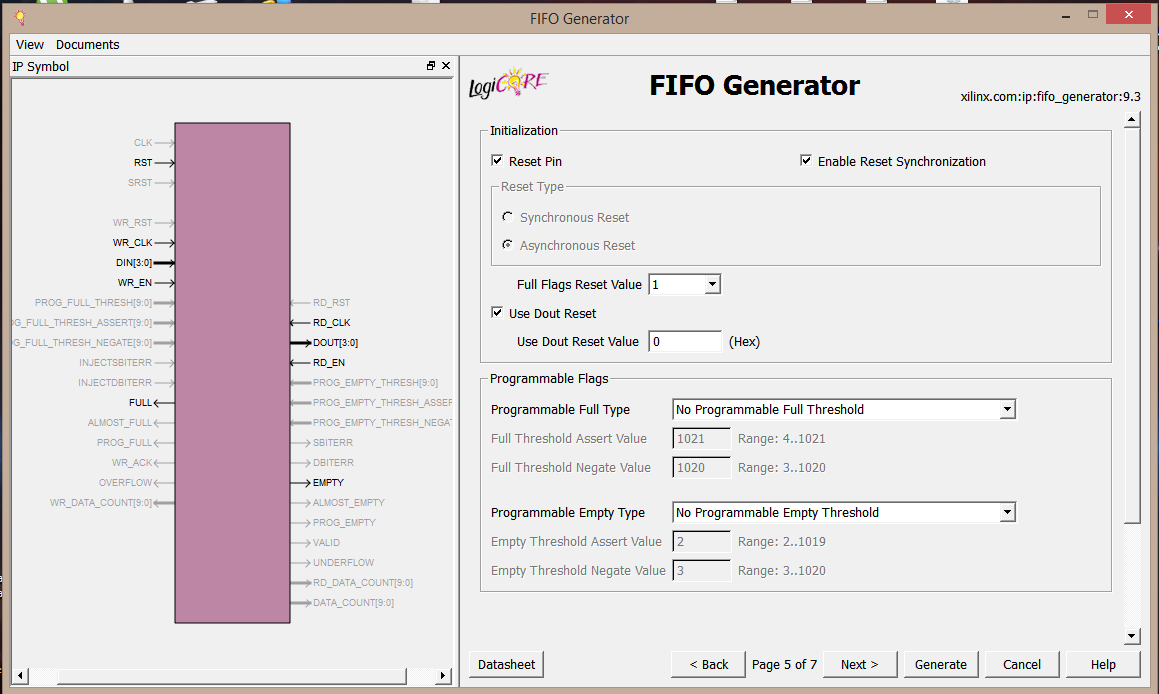 FIFO Generator
View Documents
IP Symbol
LogiCORE
FIFO Generator
xilinx.com:ip:fifo_generator:9.3
CLK
RST
SRST
WR_RST
WR_CLK
DIN[3:0]
WR_EN
PROG_FULL_THRESH[9:0]
OG_FULL_THRESH_ASSERT[9:0]
G_FULL_THRESH_NEGATE[9:0]
INJECTSBITERR
INJECTDBITERR
FULL
ALMOST_FULL
PROG_FULL
WR_ACK
OVERFLOW
WR_DATA_COUNT[9:0]
RD_RST
RD_CLK
DOUT[3:0]
RD_EN
PROG_EMPTY_THRESH[9:0]
PROG_EMPTY_THRESH_ASSER
PROG_EMPTY_THRESH_NEGA
SBITERR
DBITERR
EMPTY
ALMOST_EMPTY
PROG_EMPTY
VALID
UNDERFLOW
RD_DATA_COUNT[9:0]
DATA_COUNT[9:0]
Initialization
Reset Pin Enable Reset Synchronization
Reset Type
Synchronous Reset
Asynchronous Reset
Full Flags Reset Value 1
Use Dout Reset
Use Dout Reset Value 0 (Hex)
Programmable Flags
Programmable Full Type No Programmable Full Threshold
Full Threshold Assert Value 1021 Range: 4..1021
Full Threshold Negate Value 1020 Range: 3..1020
Programmable Empty Type No Programmable Empty Threshold
Empty Threshold Assert Value 2 Range: 2..1019
Empty Threshold Negate Value 3 Range: 3..1020
Datasheet < Back Page 5 of 7 Next > Generate Cancel Help